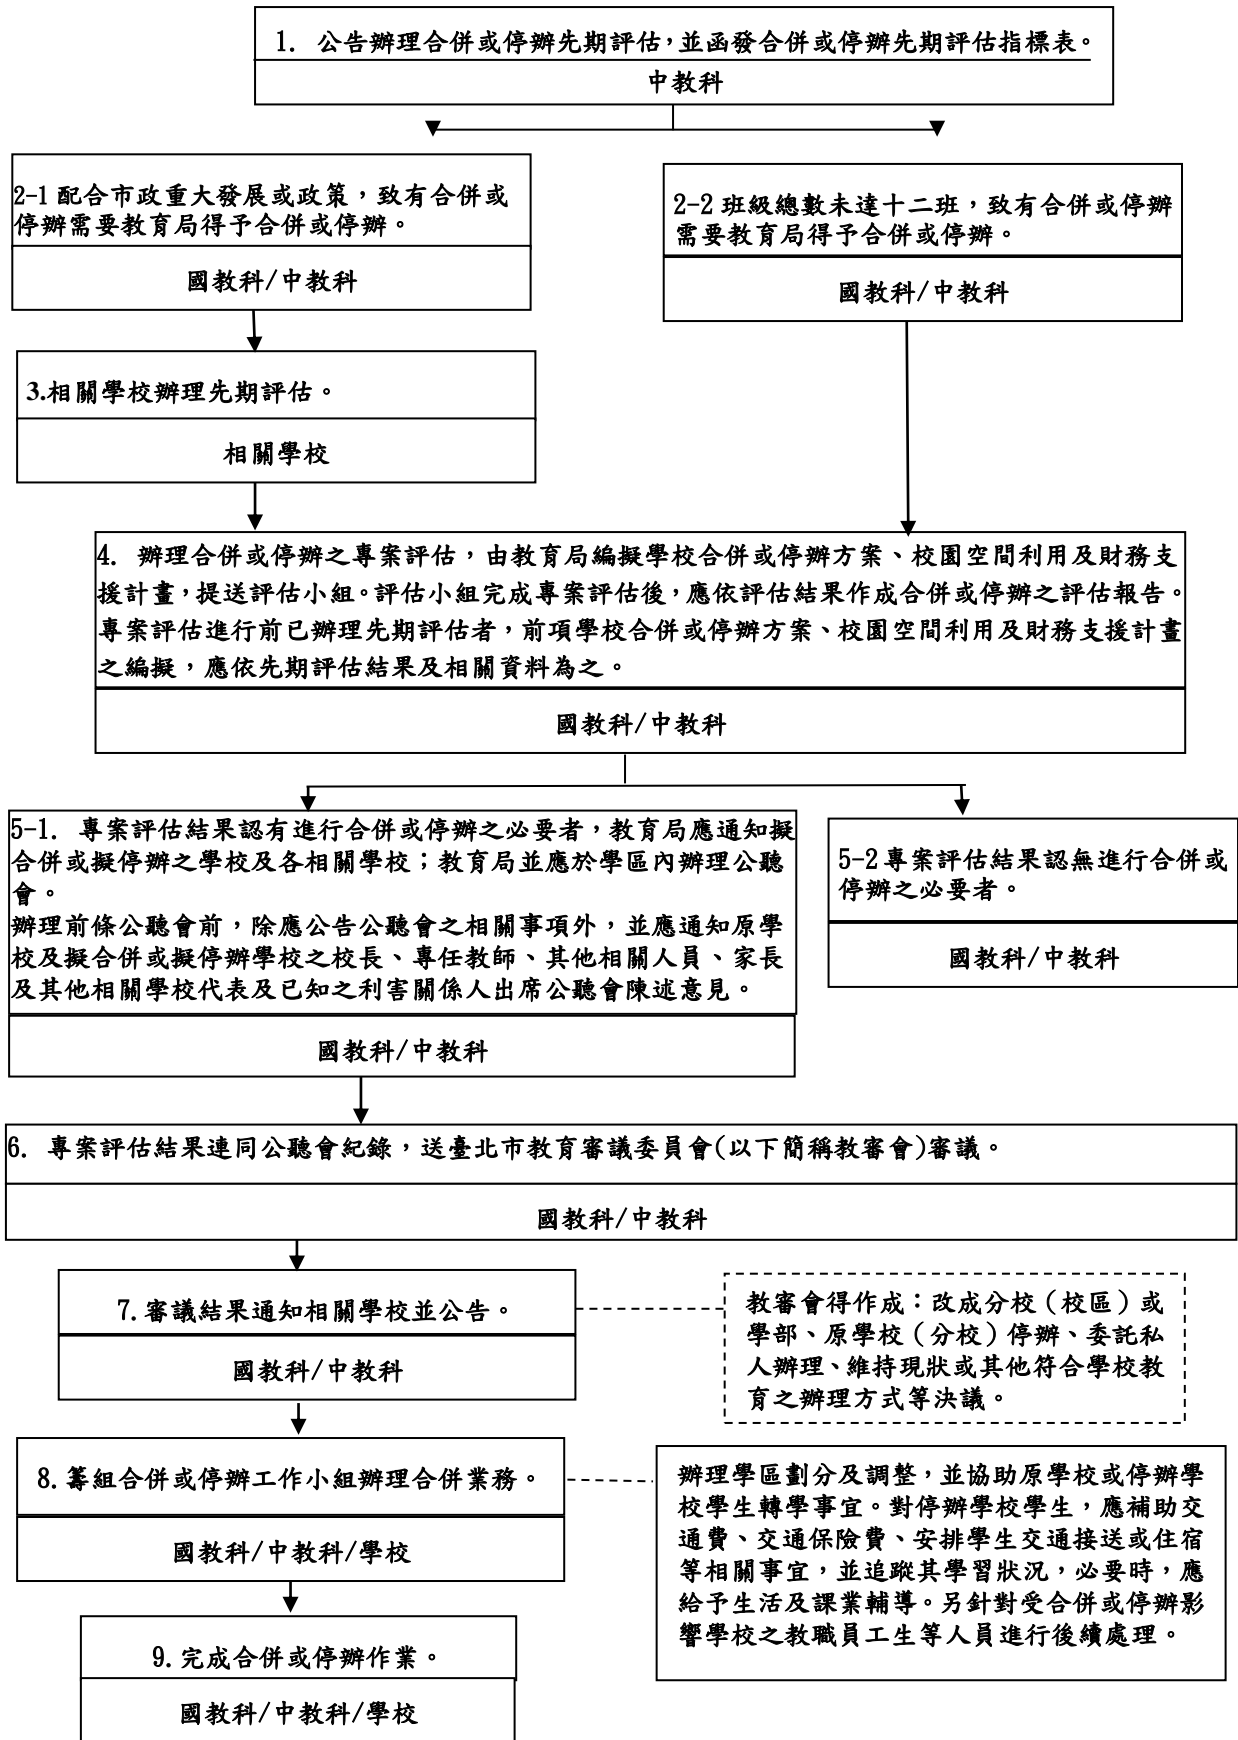 1. 公告辦理合併或停辦先期評估，並函發合併或停辦先期評估指標表。
中教科
2-1 配合市政重大發展或政策，致有合併或
停辦需要教育局得予合併或停辦。
國教科/中教科
2-2 班級總數未達十二班，致有合併或停辦
需要教育局得予合併或停辦。
國教科/中教科
3.相關學校辦理先期評估。
相關學校
4. 辦理合併或停辦之專案評估，由教育局編擬學校合併或停辦方案、校園空間利用及財務支
援計畫，提送評估小組。評估小組完成專案評估後，應依評估結果作成合併或停辦之評估報告。
專案評估進行前已辦理先期評估者，前項學校合併或停辦方案、校園空間利用及財務支援計畫
之編擬，應依先期評估結果及相關資料為之。
國教科/中教科
5-1. 專案評估結果認有進行合併或停辦之必要者，教育局應通知擬
合併或擬停辦之學校及各相關學校；教育局並應於學區內辦理公聽
會。
辦理前條公聽會前，除應公告公聽會之相關事項外，並應通知原學
校及擬合併或擬停辦學校之校長、專任教師、其他相關人員、家長
及其他相關學校代表及已知之利害關係人出席公聽會陳述意見。
國教科/中教科
5-2 專案評估結果認無進行合併或
停辦之必要者。
國教科/中教科
6. 專案評估結果連同公聽會紀錄，送臺北市教育審議委員會(以下簡稱教審會)審議。
國教科/中教科
7.審議結果通知相關學校並公告。
國教科/中教科
教審會得作成：改成分校（校區）或
學部、原學校（分校）停辦、委託私
人辦理、維持現狀或其他符合學校教
育之辦理方式等決議。
8.籌組合併或停辦工作小組辦理合併業務。
國教科/中教科/學校
辦理學區劃分及調整，並協助原學校或停辦學
校學生轉學事宜。對停辦學校學生，應補助交
通費、交通保險費、安排學生交通接送或住宿
等相關事宜，並追蹤其學習狀況，必要時，應
給予生活及課業輔導。另針對受合併或停辦影
響學校之教職員工生等人員進行後續處理。
9.完成合併或停辦作業。
國教科/中教科/學校